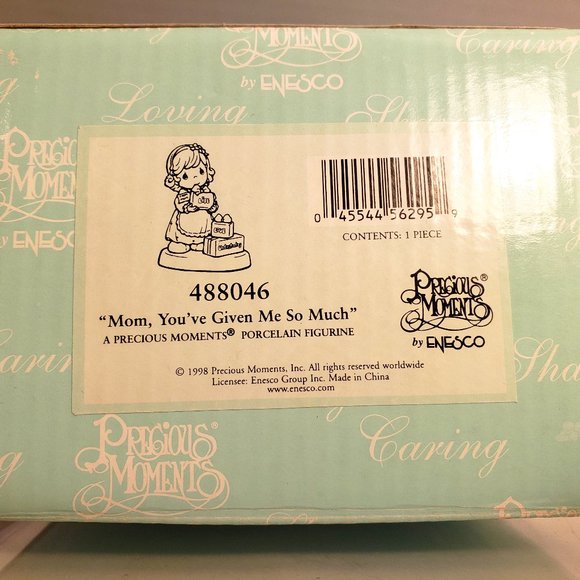 MOMENTS
by ENESCO
Caring
Loving
PRECIOUS
MOMENTS
by ENESCO
0 45544 56295 9
CONTENTS: 1 PIECE
488046
"Mom, You've Given Me So Much"
A PRECIOUS MOMENTS® PORCELAIN FIGURINE
PRECIOUS®
MOMENTS
by ENESCO
© 1998 Precious Moments, Inc. All rights reserved worldwide
Licensee: Enesco Group Inc. Made in China
www.enesco.com
PRECIOUS®
MOMENTS
Caring